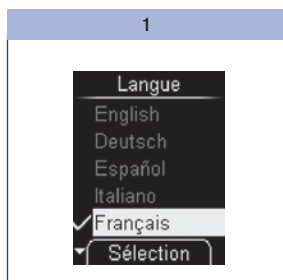 1
Langue
English
Deutsch
Español
Italiano
Français
Sélection